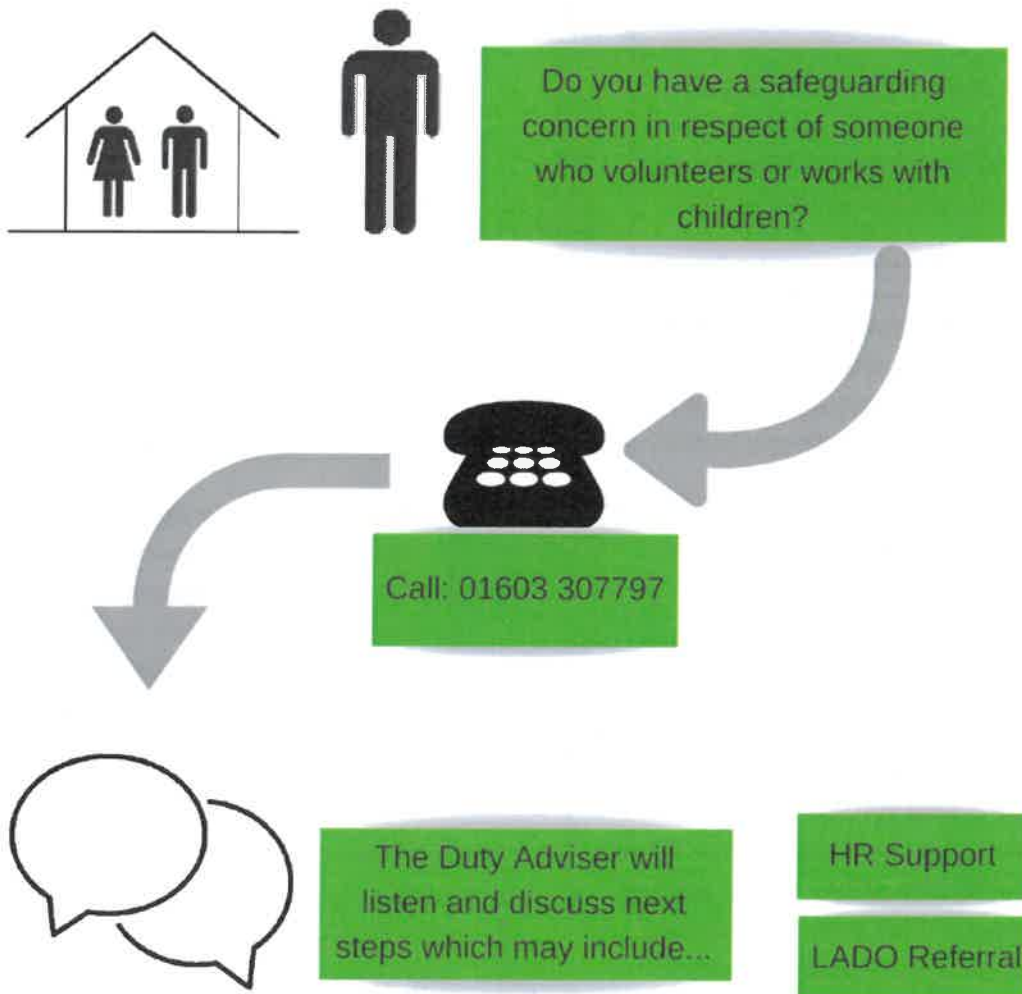 Do you have a safeguarding
concern in respect of someone
who volunteers or works with
children?
Call: 01603 307797
The Duty Adviser will
listen and discuss next
steps which may include...
HR Support
LADO Referral